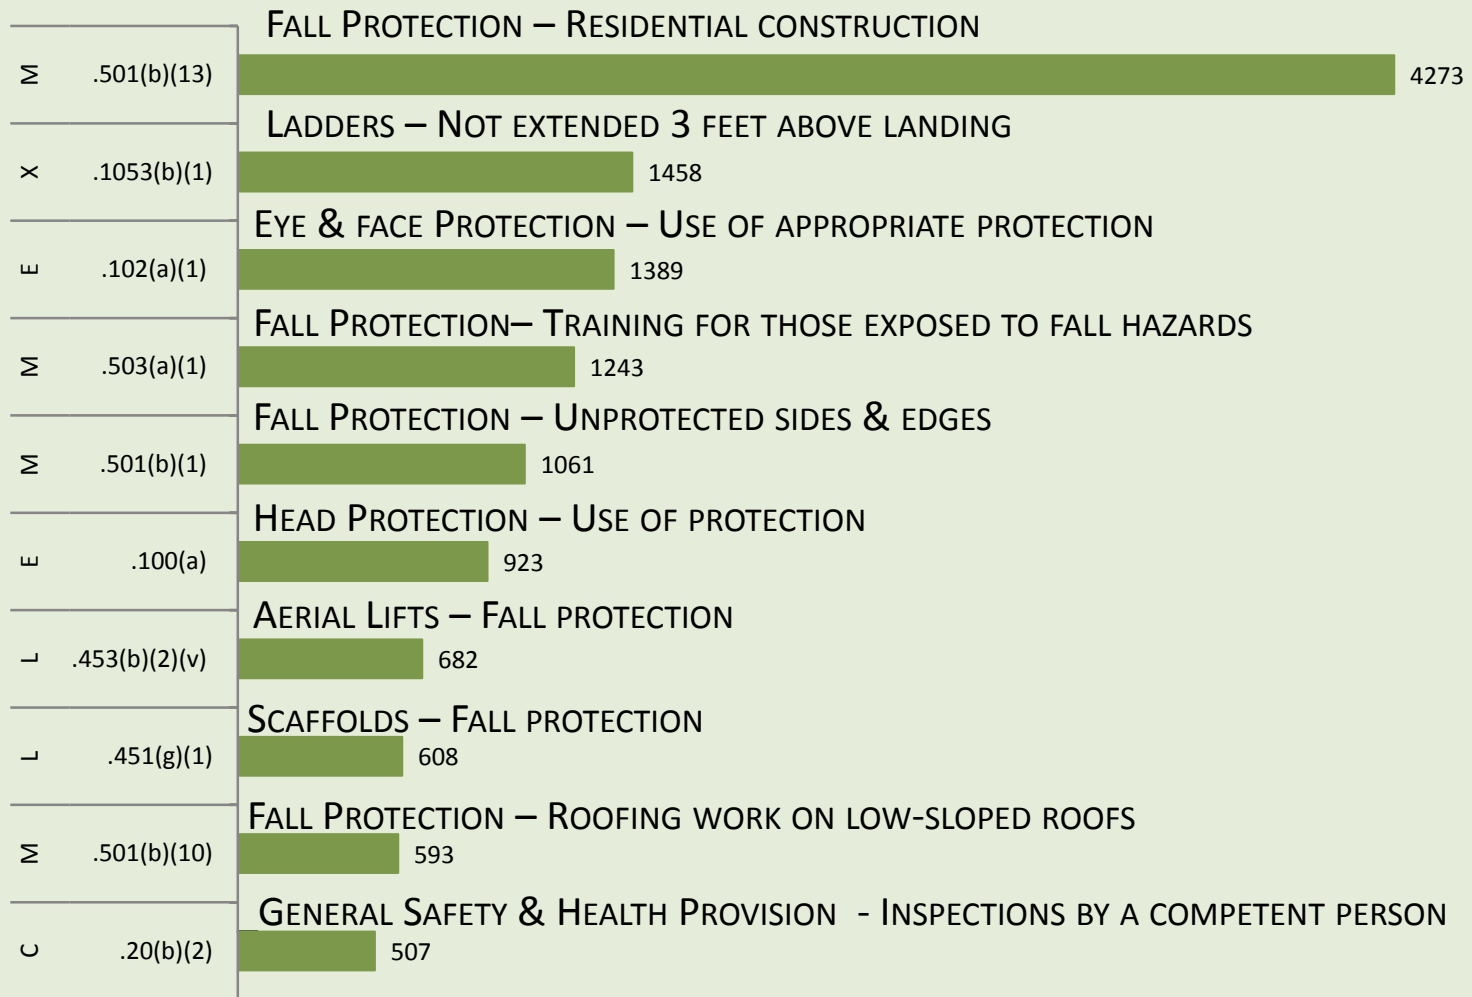 FALL PROTECTION – RESIDENTIAL CONSTRUCTION
M .501(b)(13) 4273
LADDERS – NOT EXTENDED 3 FEET ABOVE LANDING
X .1053(b)(1) 1458
EYE & FACE PROTECTION – USE OF APPROPRIATE PROTECTION
E .102(a)(1) 1389
FALL PROTECTION– TRAINING FOR THOSE EXPOSED TO FALL HAZARDS
M .503(a)(1) 1243
FALL PROTECTION – UNPROTECTED SIDES & EDGES
M .501(b)(1) 1061
HEAD PROTECTION – USE OF PROTECTION
E .100(a) 923
AERIAL LIFTS – FALL PROTECTION
L .453(b)(2)(v) 682
SCAFFOLDS – FALL PROTECTION
L .451(g)(1) 608
FALL PROTECTION – ROOFING WORK ON LOW-SLOPED ROOFS
M .501(b)(10) 593
GENERAL SAFETY & HEALTH PROVISION - INSPECTIONS BY A COMPETENT PERSON
C .20(b)(2) 507